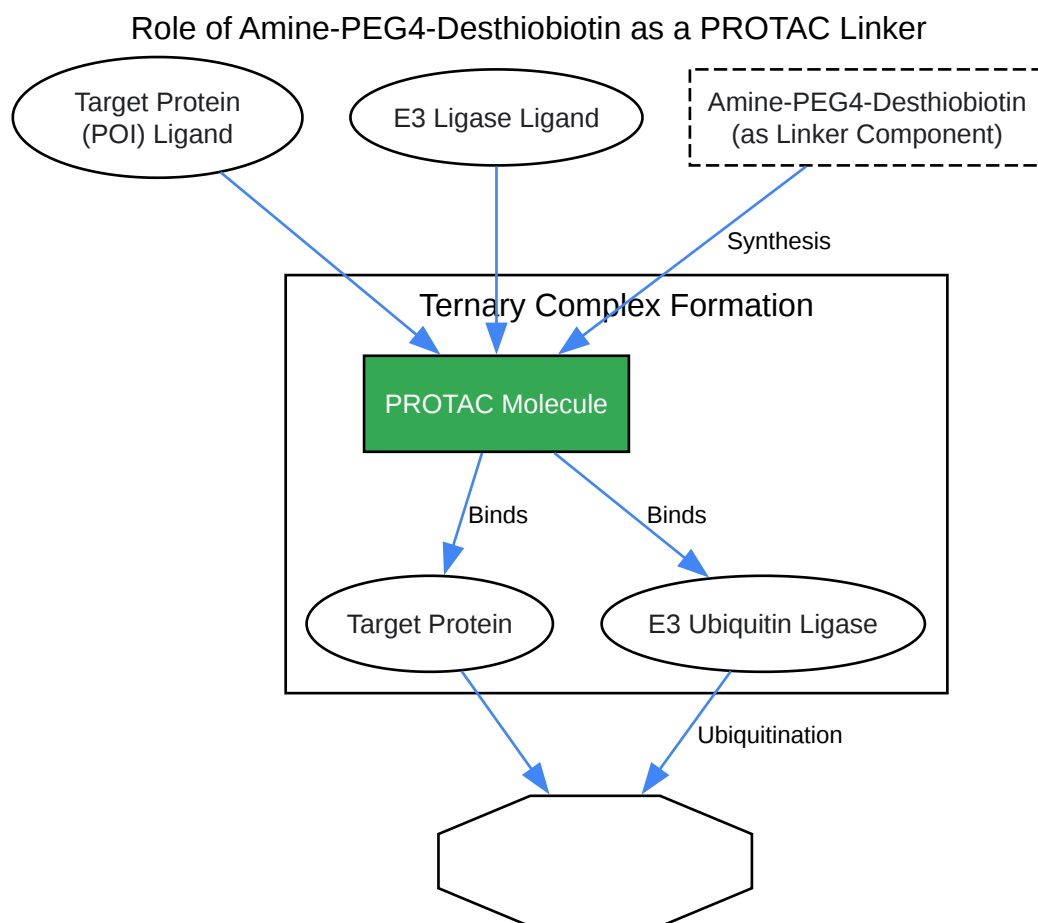 Role of Amine-PEG4-Desthiobiotin as a PROTAC Linker
Target Protein
(POI) Ligand
E3 Ligase Ligand
Amine-PEG4-Desthiobiotin
(as Linker Component)
Synthesis
Ternary Complex Formation
PROTAC Molecule
Binds
Binds
Target Protein
E3 Ubiquitin Ligase
Ubiquitination